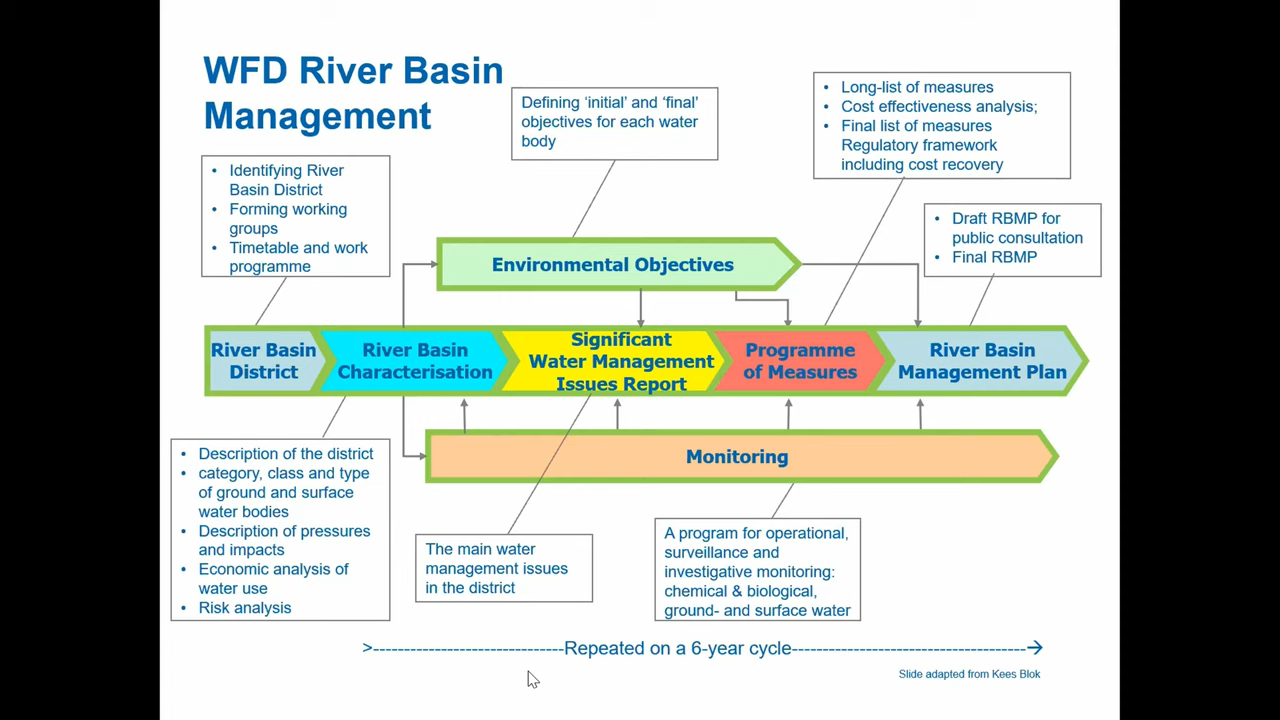 WFD River Basin
Management
• Identifying River
Basin District
• Forming working
groups
• Timetable and work
programme
Defining ‘initial’ and ‘final’
objectives for each water
body
• Long-list of measures
• Cost effectiveness analysis;
• Final list of measures
Regulatory framework
including cost recovery
• Draft RBMP for
public consultation
• Final RBMP
Environmental Objectives
River Basin
District
River Basin
Characterisation
Significant
Water Management
Issues Report
Programme
of Measures
River Basin
Management Plan
Monitoring
• Description of the district
• category, class and type
of ground and surface
water bodies
• Description of pressures
and impacts
• Economic analysis of
water use
• Risk analysis
The main water
management issues
in the district
A program for operational,
surveillance and
investigative monitoring:
chemical & biological,
ground- and surface water
>-------------------------------Repeated on a 6-year cycle--------------------------------------→
Slide adapted from Kees Blok